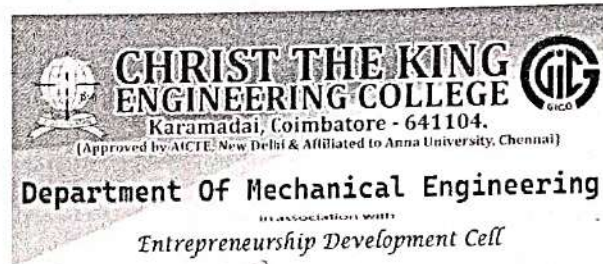 CHRIST THE KING
ENGINEERING COLLEGE
Karamadai, Coimbatore - 641104.
(Approved by AICTE, New Delhi & Affiliated to Anna University, Chennai)
GICG
Department Of Mechanical Engineering
in association with
Entrepreneurship Development Cell